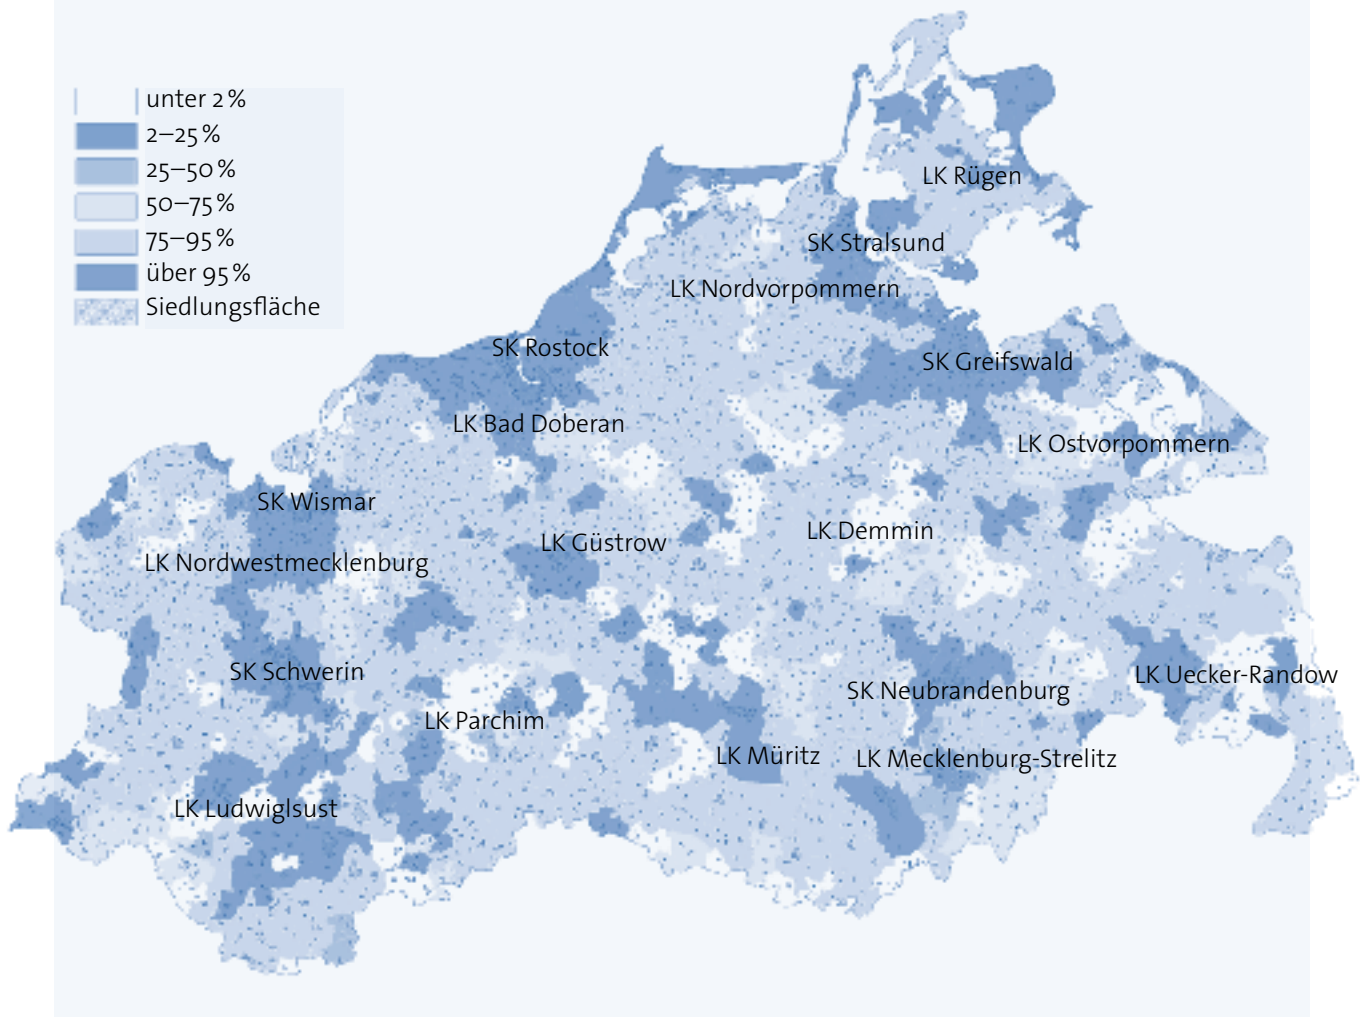 unter 2 %
2–25 %
25–50 %
50–75 %
75–95 %
über 95 %
Siedlungsfläche
LK Rügen
SK Stralsund
LK Nordvorpommern
SK Rostock
SK Greifswald
LK Bad Doberan
LK Ostvorpommern
SK Wismar
LK Demmin
LK Güstrow
LK Nordwestmecklenburg
SK Schwerin
LK Uecker-Randow
SK Neubrandenburg
LK Parchim
LK Müritz
LK Mecklenburg-Strelitz
LK Ludwiglsust